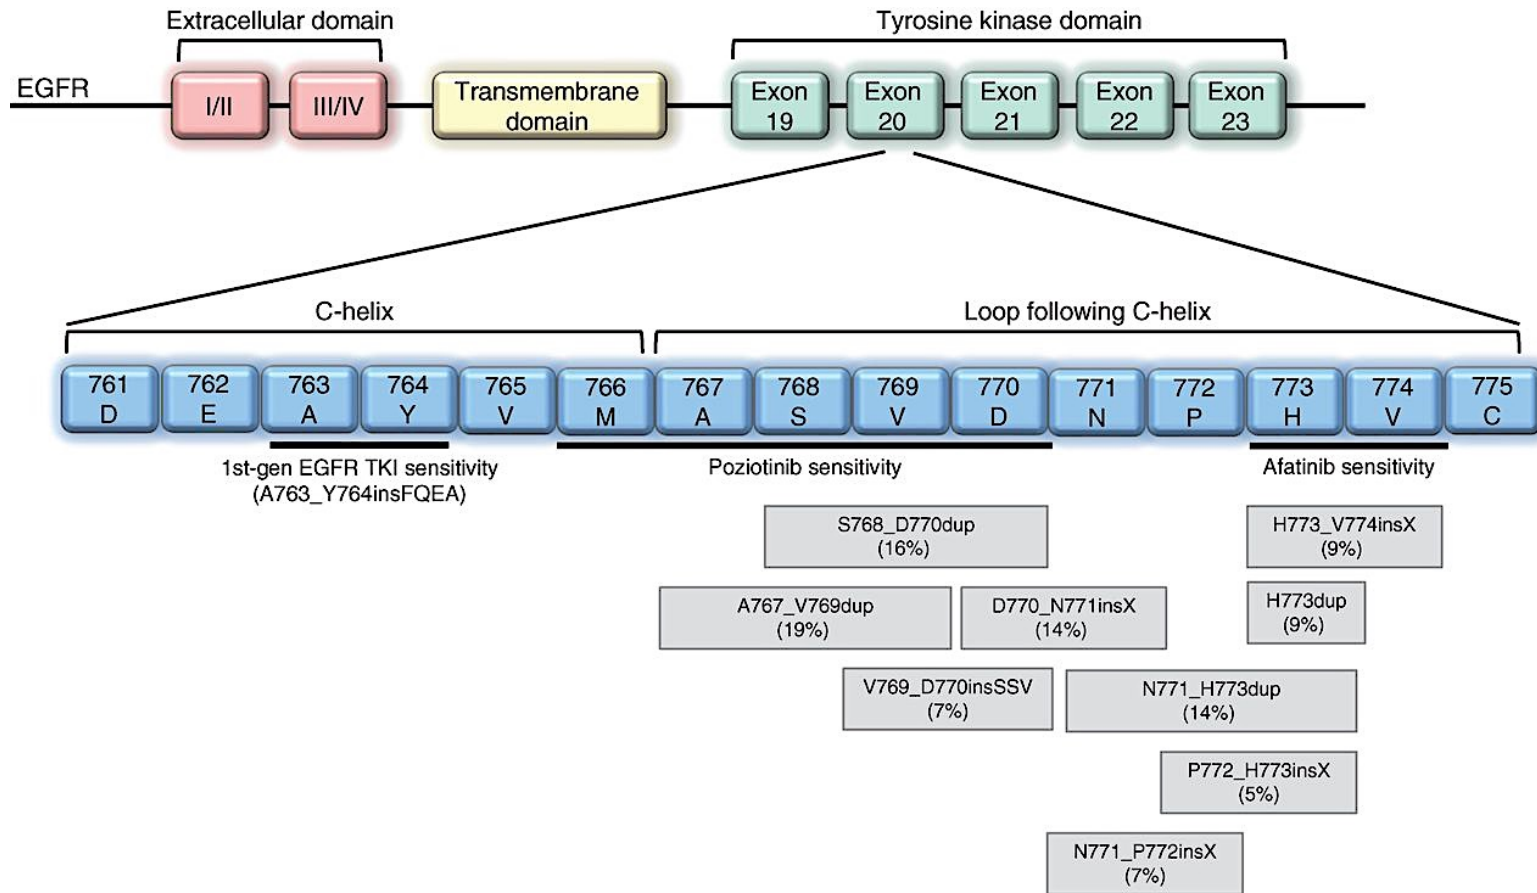 Extracellular domain
Tyrosine kinase domain
EGFR
I/II
III/IV
Transmembrane
domain
Exon
19
Exon
20
Exon
21
Exon
22
Exon
23
C-helix
Loop following C-helix
761
D
762
E
763
A
764
Y
765
V
766
M
767
A
768
S
769
V
770
D
771
N
772
P
773
H
774
V
775
C
1st-gen EGFR TKI sensitivity
(A763_Y764insFQEA)
Poziotinib sensitivity
Afatinib sensitivity
S768_D770dup
(16%)
H773_V774insX
(9%)
A767_V769dup
(19%)
D770_N771insX
(14%)
H773dup
(9%)
V769_D770insSSV
(7%)
N771_H773dup
(14%)
P772_H773insX
(5%)
N771_P772insX
(7%)